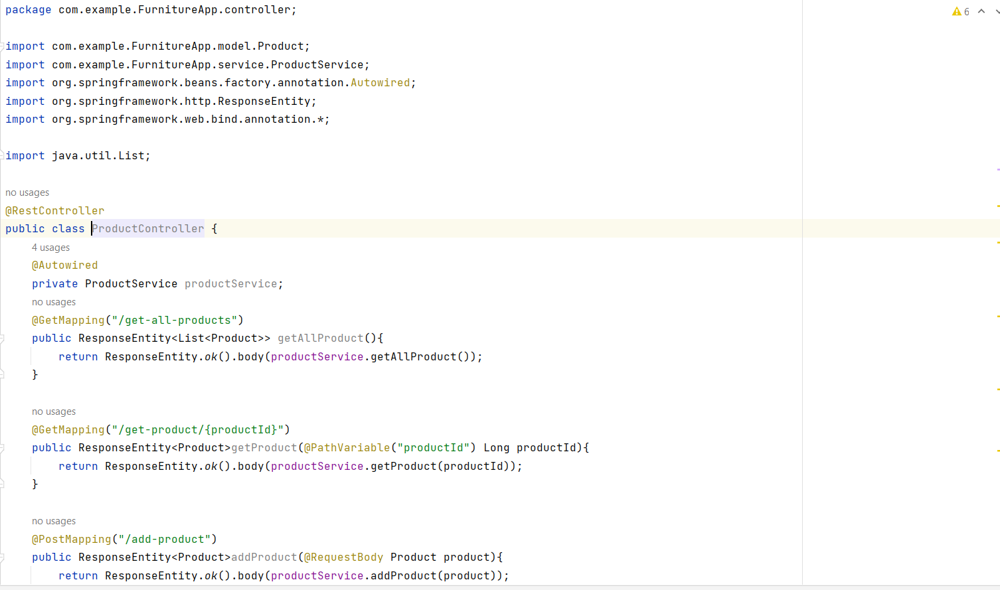 package com.example.FurnitureApp.controller;
6
import com.example.FurnitureApp.model.Product;
import com.example.FurnitureApp.service.ProductService;
import org.springframework.beans.factory.annotation.Autowired;
import org.springframework.http.ResponseEntity;
import org.springframework.web.bind.annotation.*;
import java.util.List;
no usages
@RestController
public class ProductController {
4 usages
@Autowired
private ProductService productService;
no usages
@GetMapping("/get-all-products")
public ResponseEntity<List<Product>> getAllProduct(){
return ResponseEntity.ok().body(productService.getAllProduct());
}
no usages
@GetMapping("/get-product/{productId}")
public ResponseEntity<Product>getProduct(@PathVariable("productId") Long productId){
return ResponseEntity.ok().body(productService.getProduct(productId));
}
no usages
@PostMapping("/add-product")
public ResponseEntity<Product>addProduct(@RequestBody Product product){
return ResponseEntity.ok().body(productService.addProduct(product));